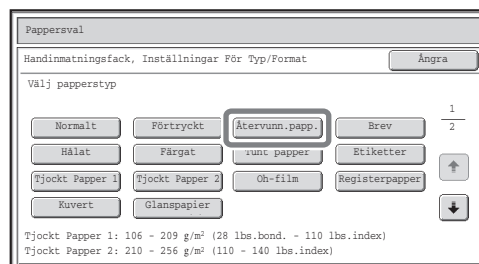 Pappersval
Handinmatningsfack, Inställningar För Typ/Format Ångra
Välj papperstyp
1
2
Normalt Förtryckt Återvunn.papp. Brev
Hålat Färgat Tunt papper Etiketter
Tjockt Papper 1 Tjockt Papper 2 Oh-film Registerpapper
Kuvert Glanspapier
Tjockt Papper 1: 106 - 209 g/m² (28 lbs.bond. - 110 lbs.index)
Tjockt Papper 2: 210 - 256 g/m² (110 - 140 lbs.index)